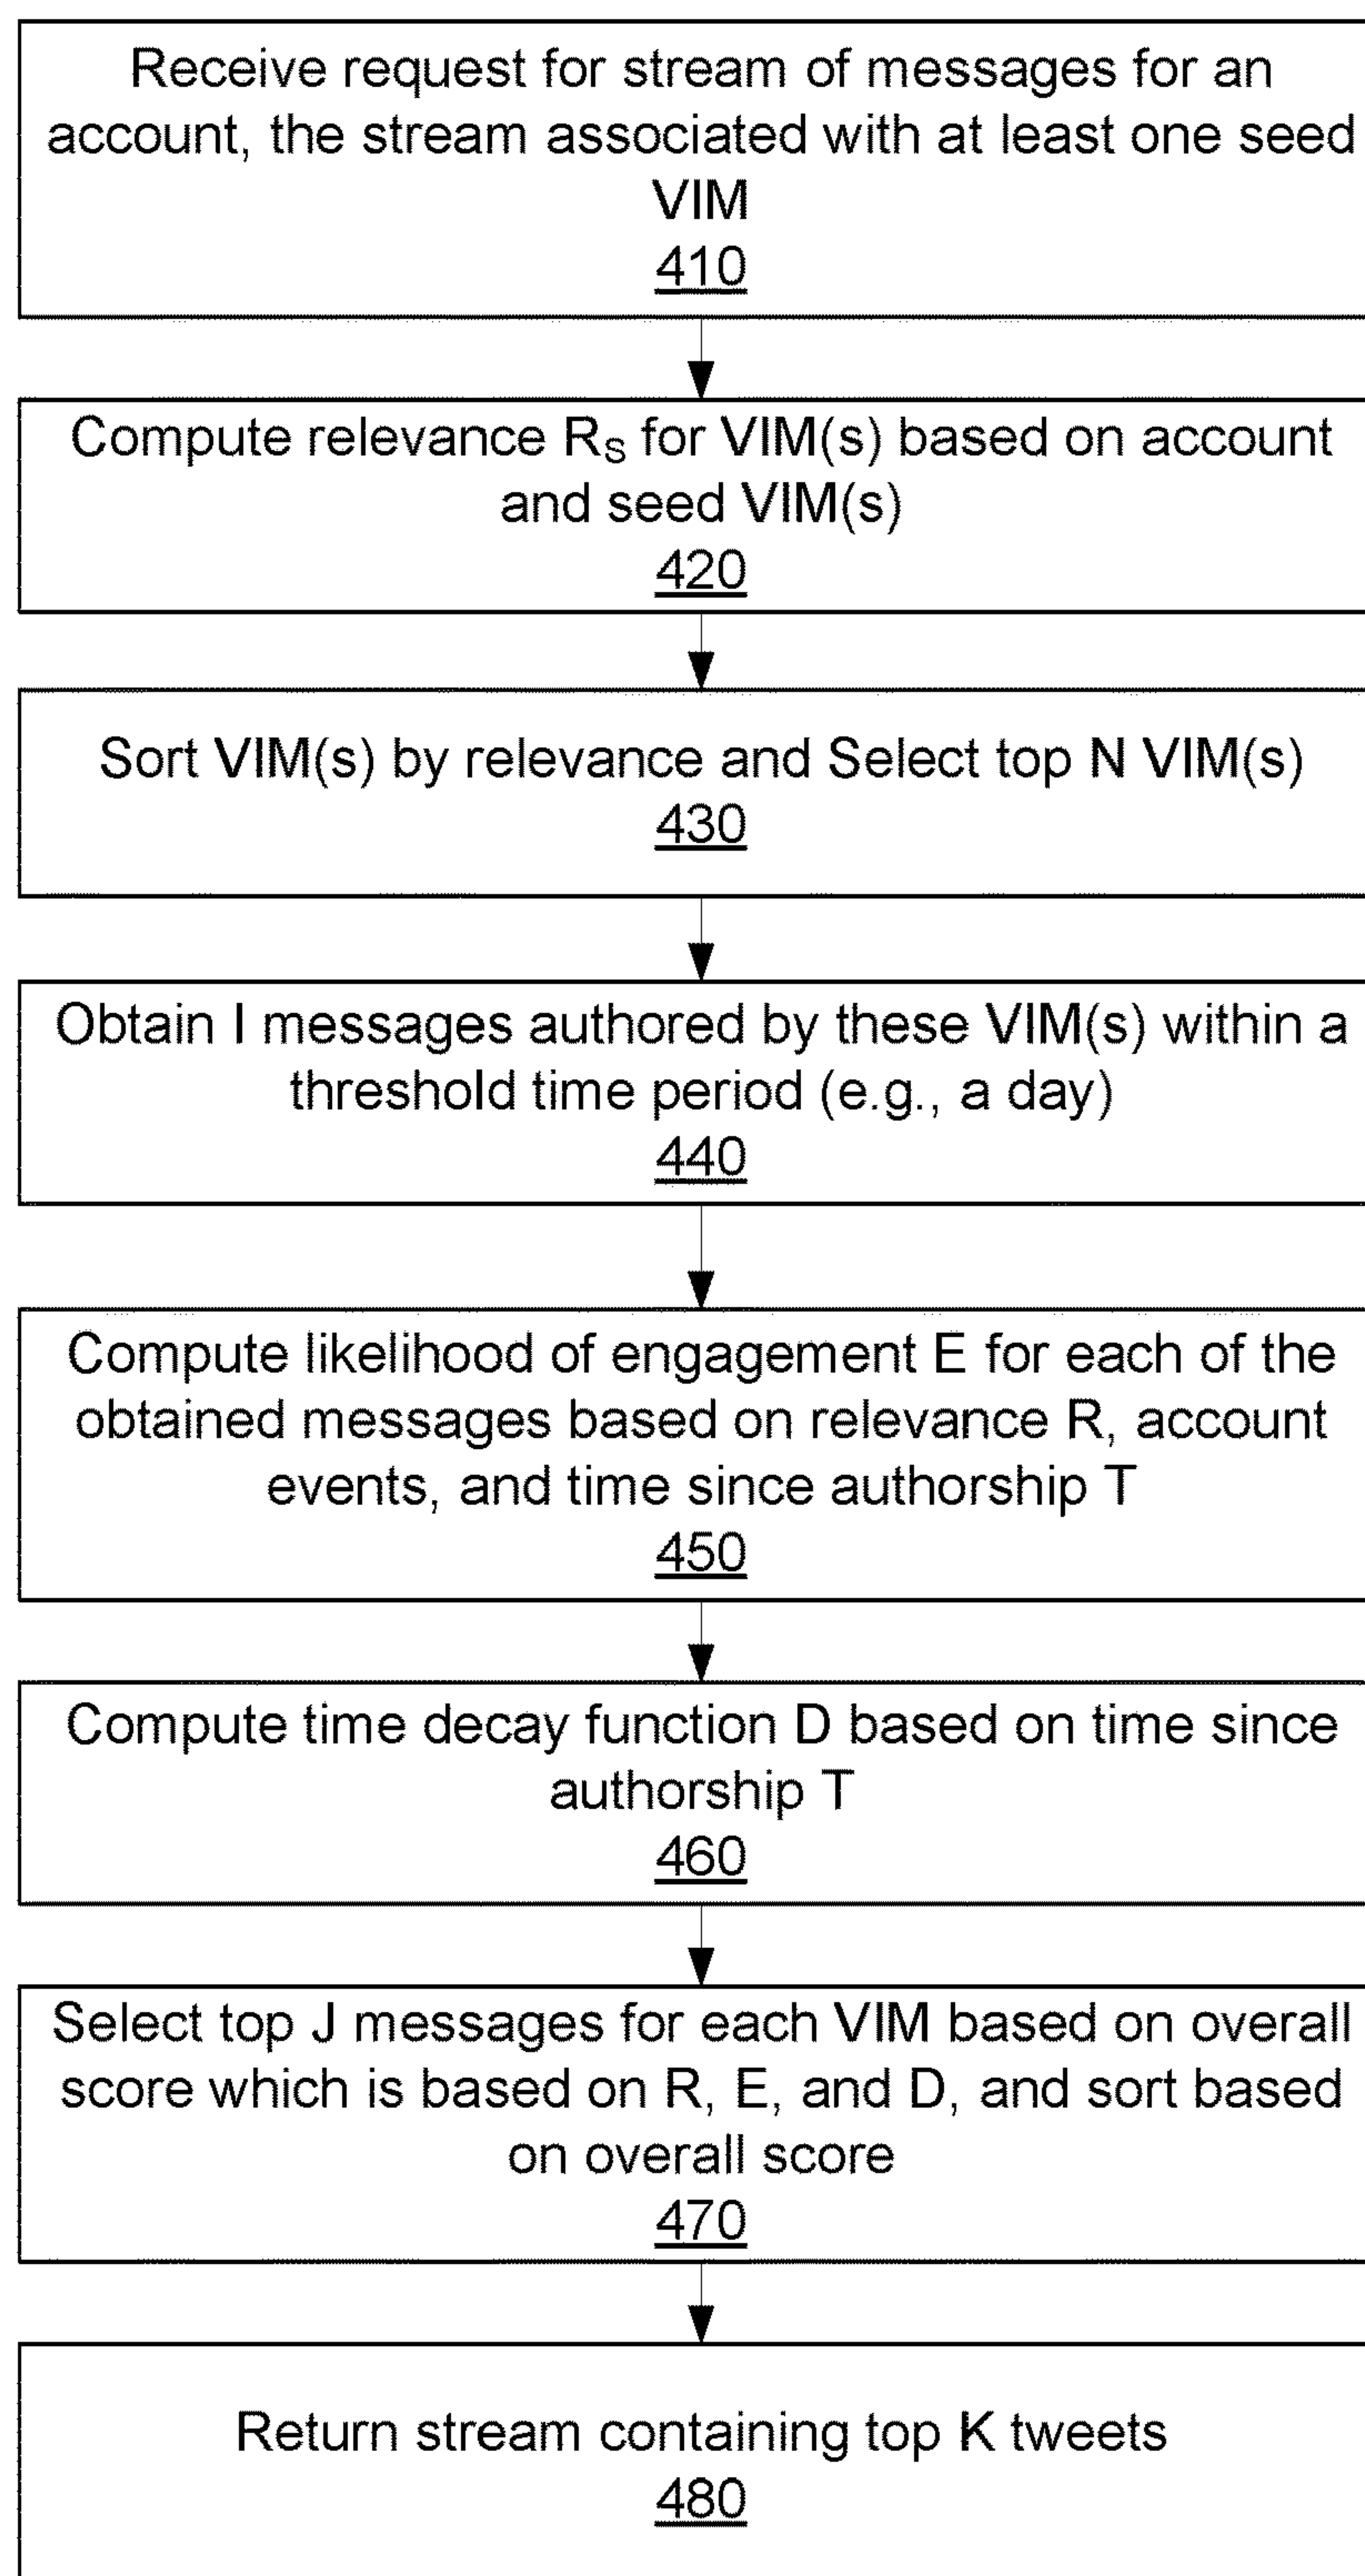 Receive request for stream of messages for an
account, the stream associated with at least one seed
VIM
410
Compute relevance RS for VIM(s) based on account
and seed VIM(s)
420
Sort VIM(s) by relevance and Select top N VIM(s)
430
Obtain I messages authored by these VIM(s) within a
threshold time period (e.g., a day)
440
Compute likelihood of engagement E for each of the
obtained messages based on relevance R, account
events, and time since authorship T
450
Compute time decay function D based on time since
authorship T
460
Select top J messages for each VIM based on overall
score which is based on R, E, and D, and sort based
on overall score
470
Return stream containing top K tweets
480